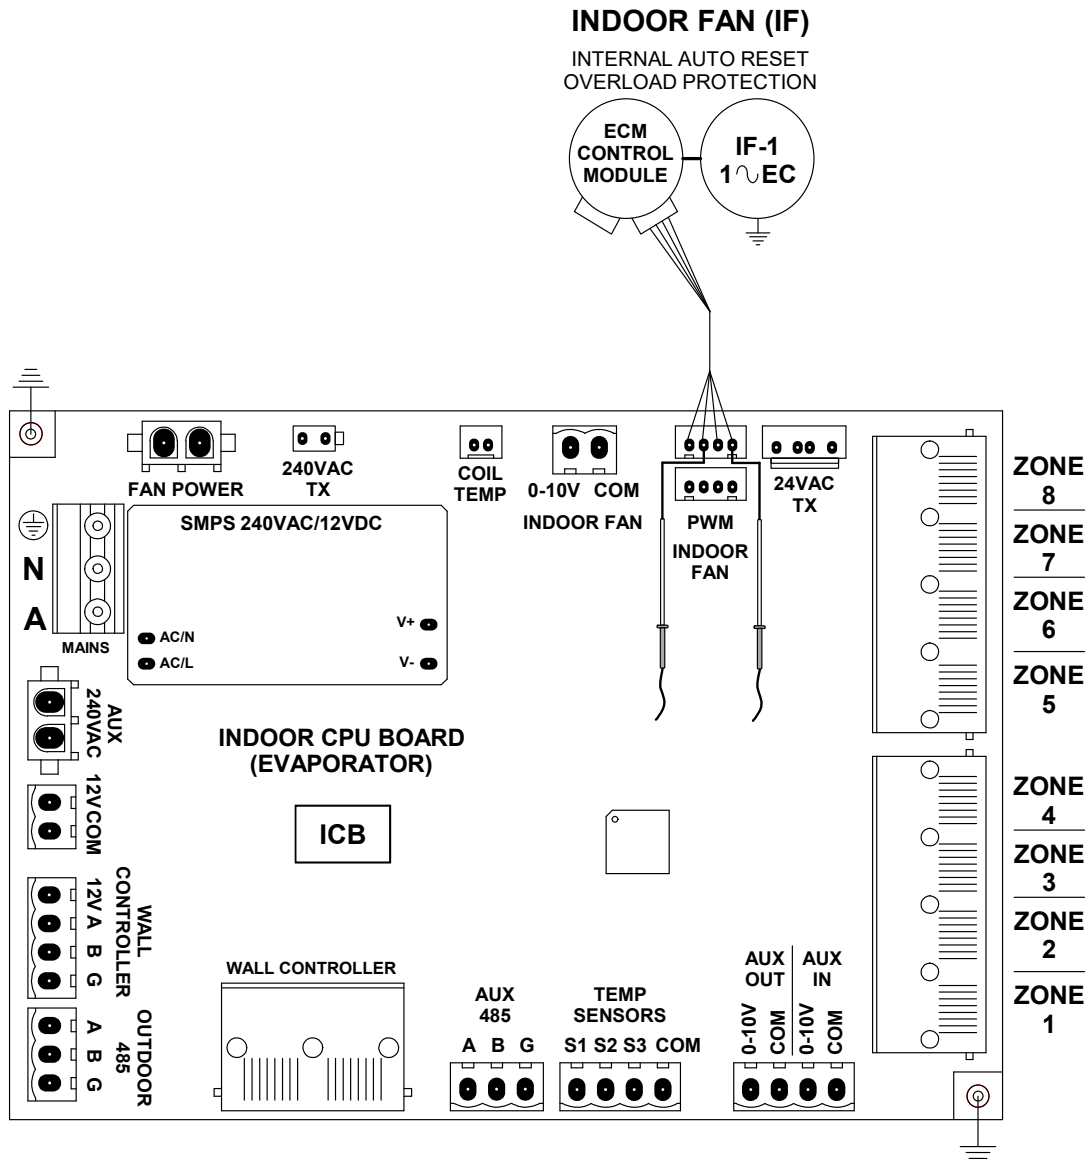 INDOOR FAN (IF)
INTERNAL AUTO RESET
OVERLOAD PROTECTION
ECM
CONTROL
MODULE
IF-1
1∿EC
FAN POWER
240VAC
TX
COIL
TEMP
0-10V COM
INDOOR FAN
PWM
INDOOR
FAN
24VAC
TX
N
A
MAINS
SMPS 240VAC/12VDC
AC/N
AC/L
V+
V-
AUX
240VAC
12V COM
WALL
CONTROLLER
12V A B G
OUTDOOR
485
A B G
INDOOR CPU BOARD
(EVAPORATOR)
ICB
WALL CONTROLLER
AUX
485
A B G
TEMP
SENSORS
S1 S2 S3 COM
AUX
OUT
AUX
IN
0-10V
COM
0-10V
COM
ZONE
8
ZONE
7
ZONE
6
ZONE
5
ZONE
4
ZONE
3
ZONE
2
ZONE
1